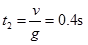 t₂ = v/g = 0.4s